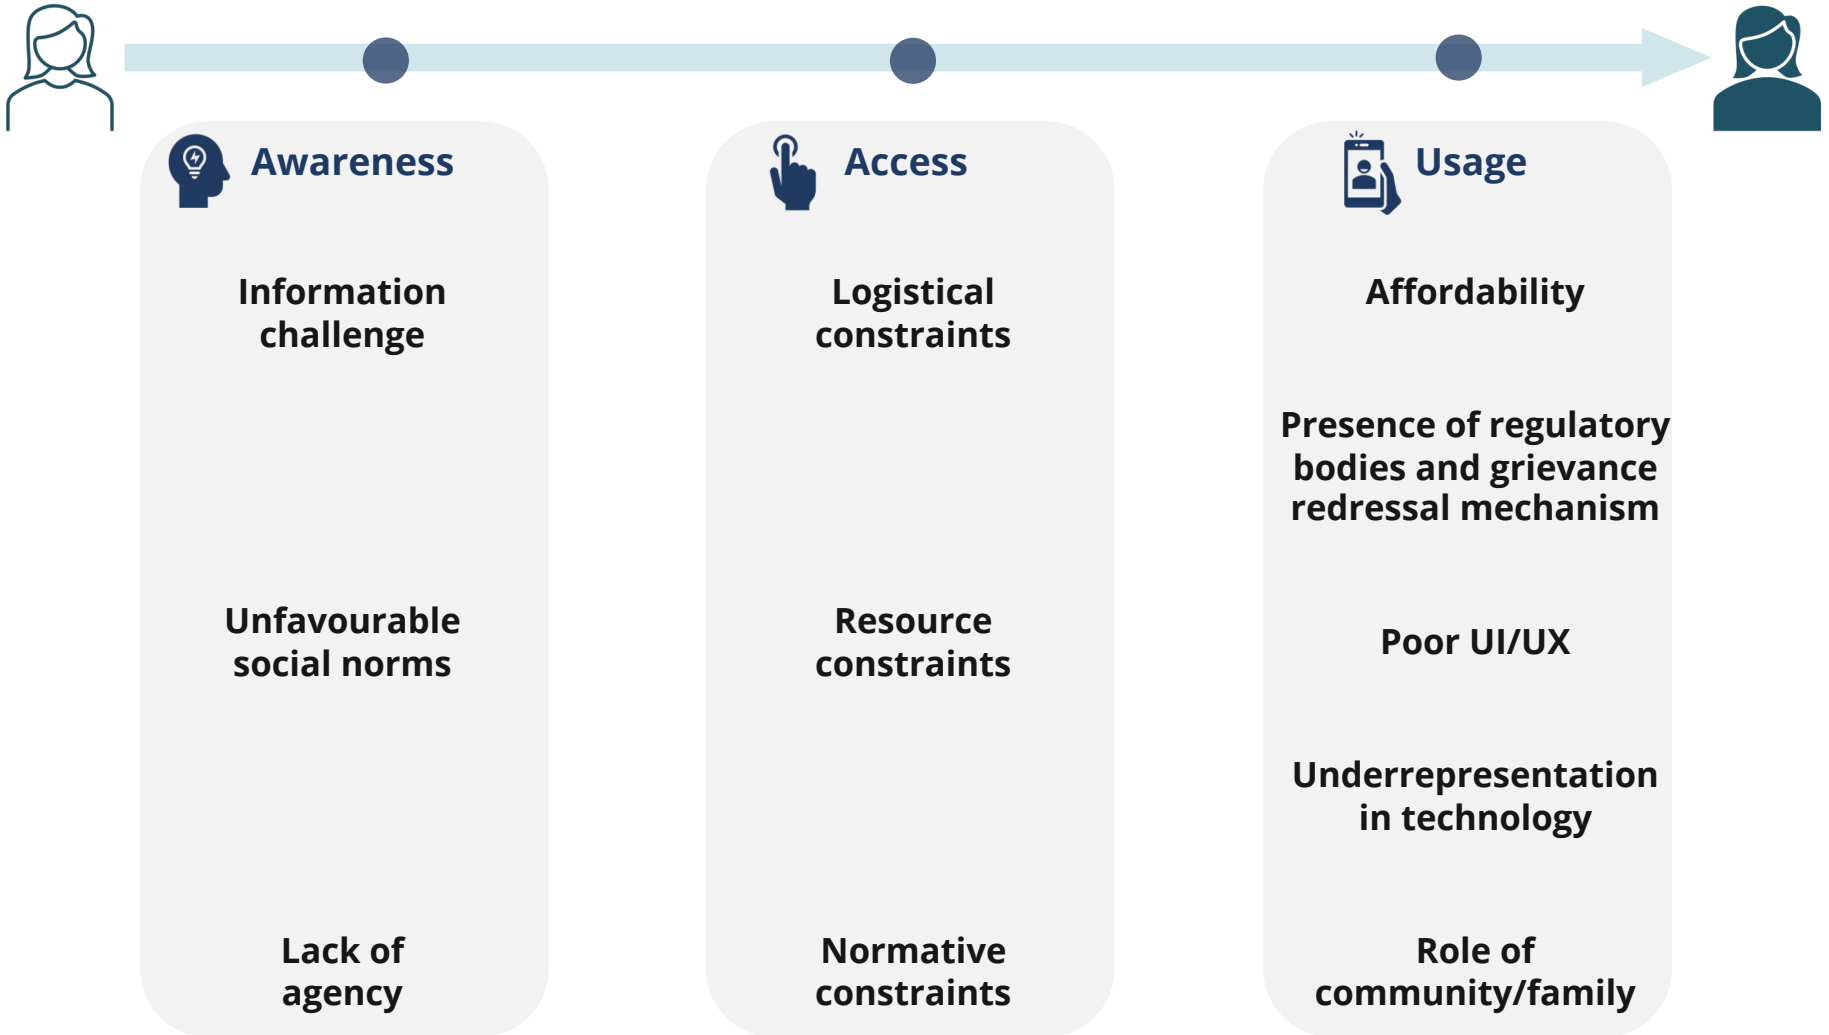 Awareness
Information
challenge
Unfavourable
social norms
Lack of
agency
Access
Logistical
constraints
Resource
constraints
Normative
constraints
Usage
Affordability
Presence of regulatory
bodies and grievance
redressal mechanism
Poor UI/UX
Underrepresentation
in technology
Role of
community/family